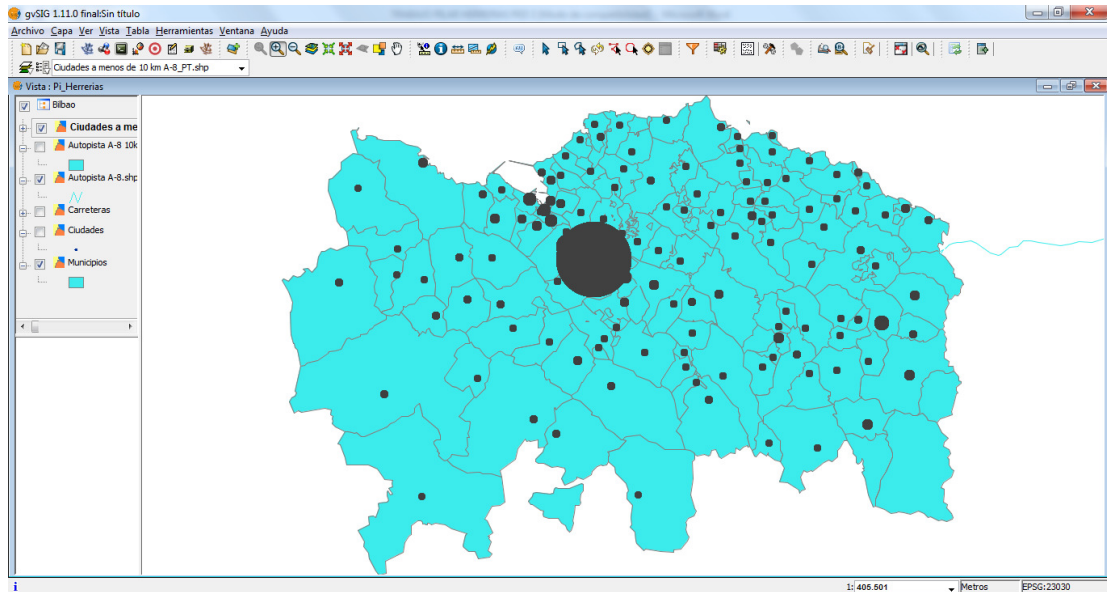 gvSIG 1.11.0 final:Sin título
Archivo Capa Ver Vista Tabla Herramientas Ventana Ayuda
Ciudades a menos de 10 km A-8_PT.shp
Vista : Pi_Herrerias
Bilbao
Ciudades a me
Autopista A-8 10k
Autopista A-8.shp
Carreteras
Ciudades
Municipios
1: 405.501
Metros
EPSG:23030